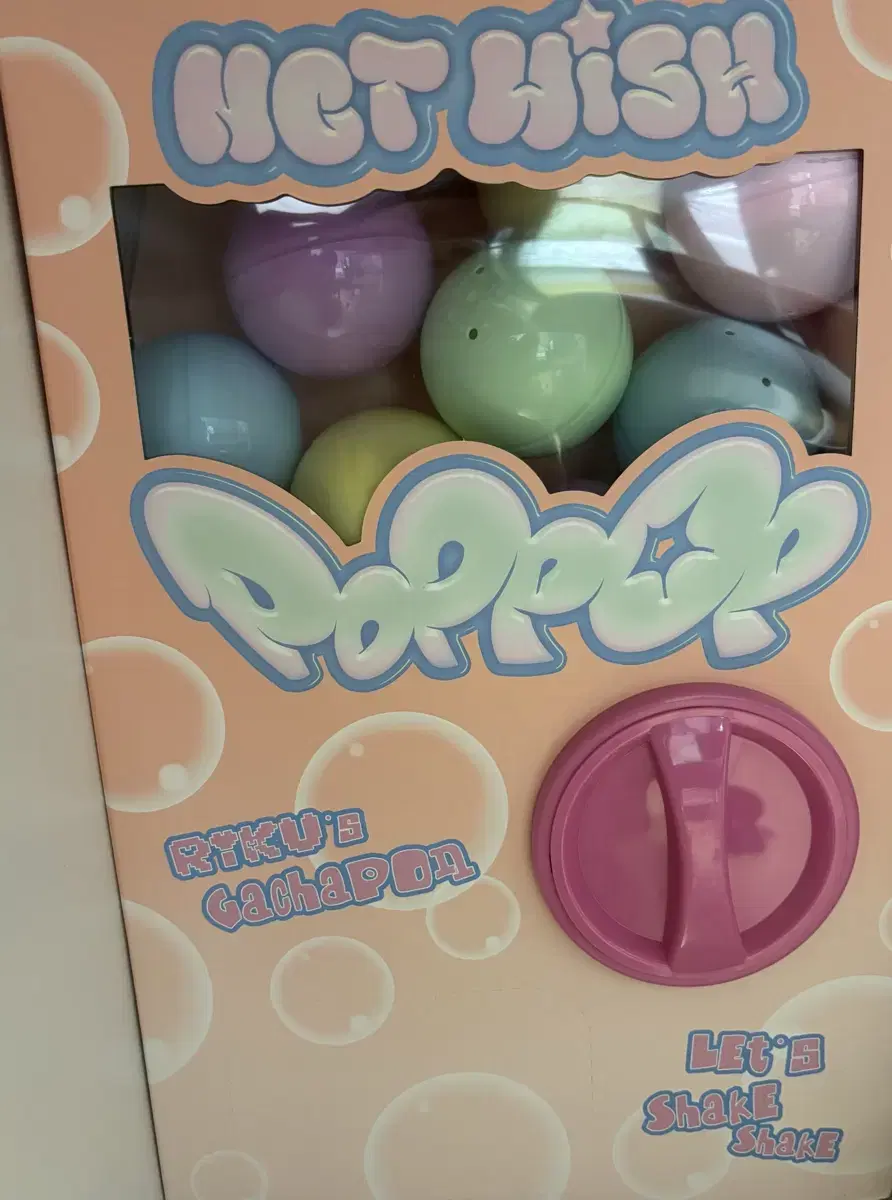 NCT WiSH
PoPPOP
RIKU's
GachaPOn
LEt's
ShakE
ShakE